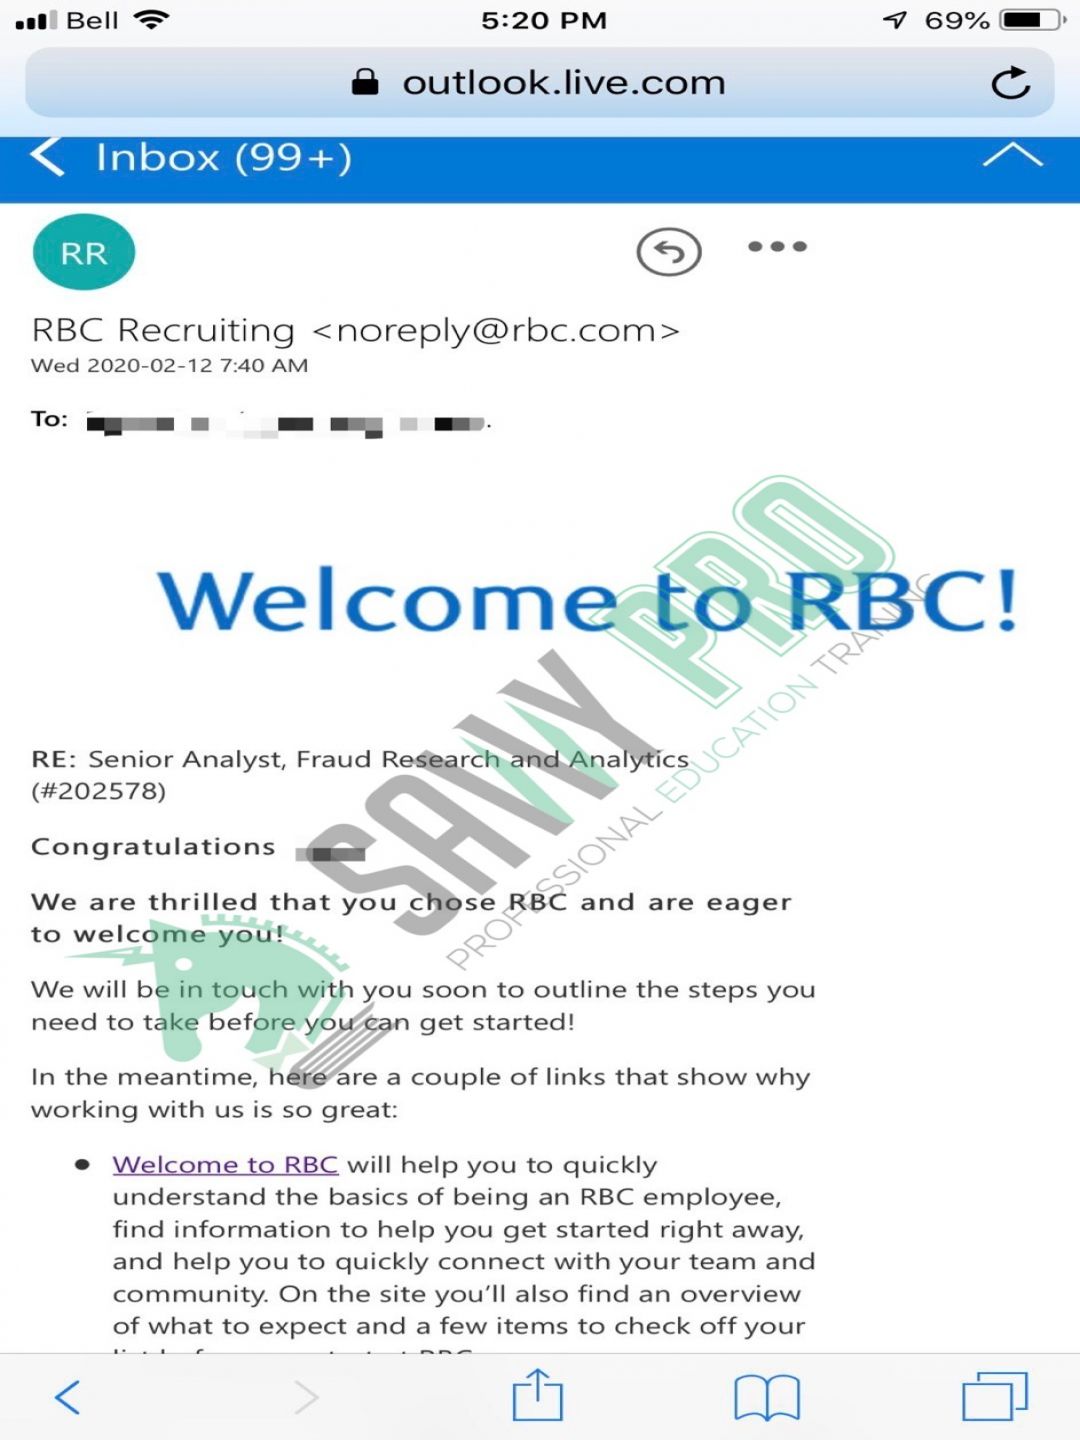 Bell 5:20 PM 69%
outlook.live.com
Inbox (99+)
RR
RBC Recruiting <noreply@rbc.com>
Wed 2020-02-12 7:40 AM
To:
Welcome to RBC!
SAVVY PRO
PROFESSIONAL EDUCATION TRAINING
RE: Senior Analyst, Fraud Research and Analytics
(#202578)
Congratulations
We are thrilled that you chose RBC and are eager
to welcome you!
We will be in touch with you soon to outline the steps you
need to take before you can get started!
In the meantime, here are a couple of links that show why
working with us is so great:
• Welcome to RBC will help you to quickly
understand the basics of being an RBC employee,
find information to help you get started right away,
and help you to quickly connect with your team and
community. On the site you’ll also find an overview
of what to expect and a few items to check off your